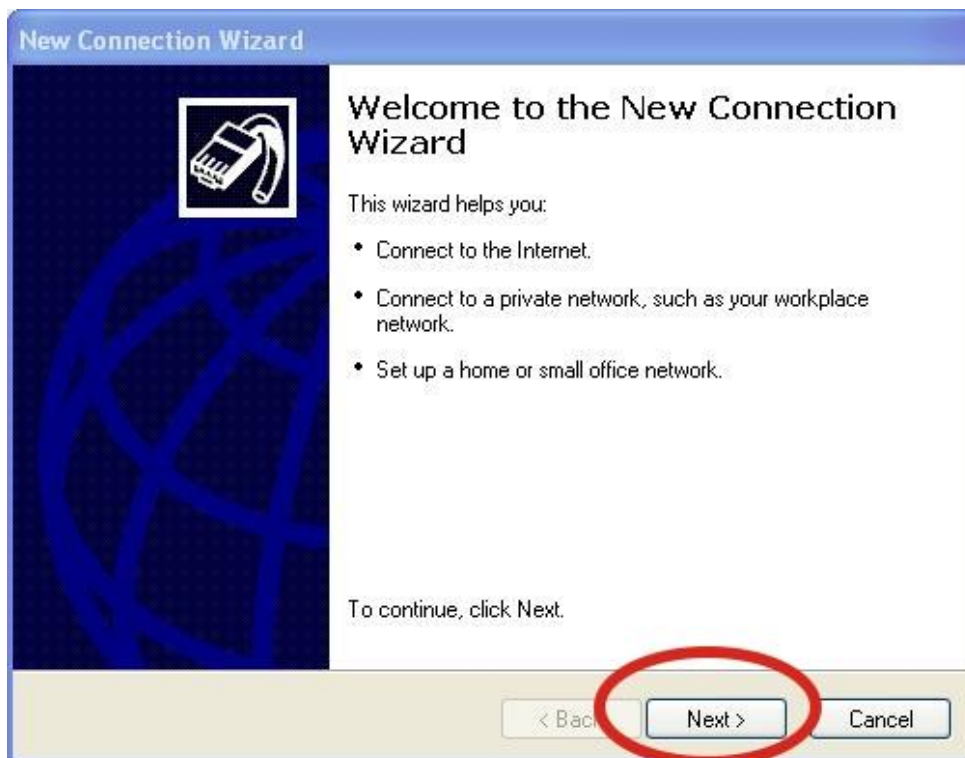 New Connection Wizard
Welcome to the New Connection
Wizard
This wizard helps you:
• Connect to the Internet.
• Connect to a private network, such as your workplace
network.
• Set up a home or small office network.
To continue, click Next.
< Back Next > Cancel